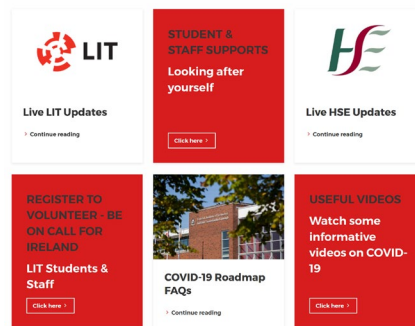 LIT
Live LIT Updates
> Continue reading
STUDENT &
STAFF SUPPORTS
Looking after
yourself
Click here >
HSE
Live HSE Updates
> Continue reading
REGISTER TO
VOLUNTEER - BE
ON CALL FOR
IRELAND
LIT Students &
Staff
Click here >
COVID-19 Roadmap
FAQs
> Continue reading
USEFUL VIDEOS
Watch some
informative
videos on COVID-
19
Click here >